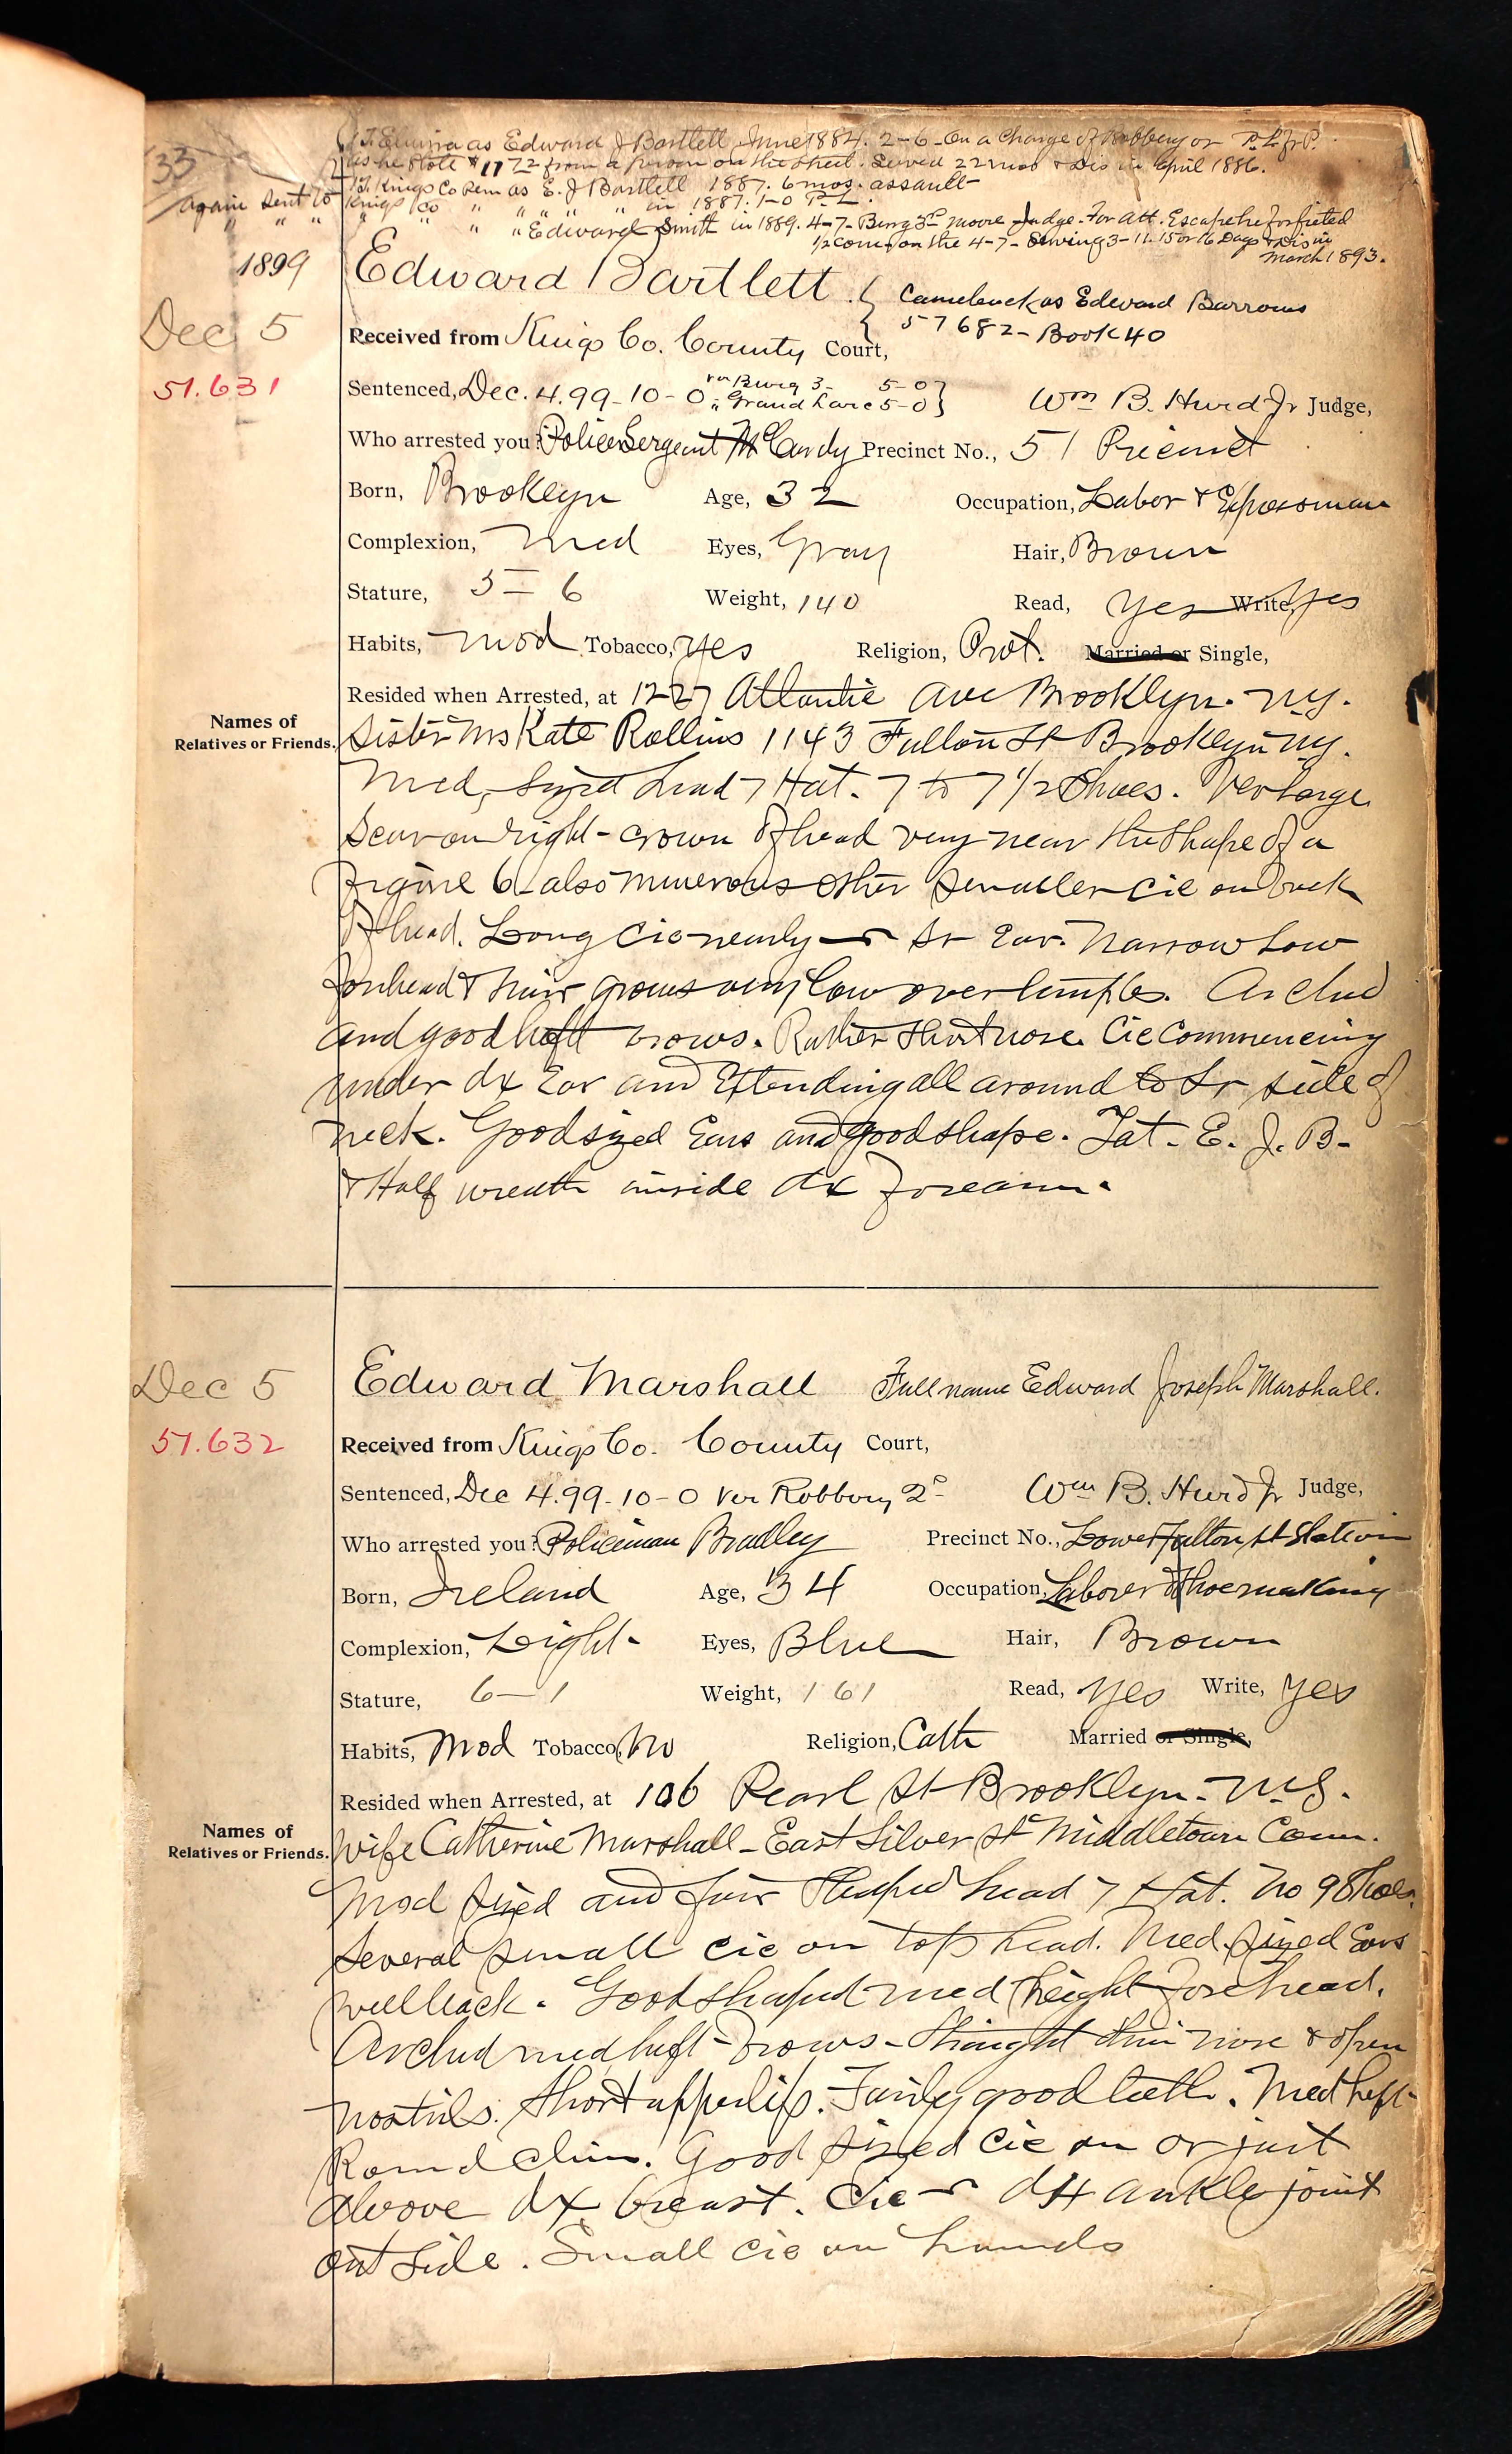 33
1st Elmira as Edward J Bartlett June 1884. 2-6- On a Charge of Robbery or P. L. fr P.
as he stole $11 72 from a person on the street. Served 22 mos & Dis in April 1886.
1st Kings Co Pen as E. J Bartlett 1887. 6 mos. assault-
again sent to Kings Co " " " " " in 1887. 1-0 P. L.
" " " " " " Edward Smith in 1889. 4-7- Burg 3rd Moore Judge. For Att. Escape he forfieted
1/2 com on the 4-7- Serving 3-11. 15 or 16 Days & Dis in
March 1893.
1899
Edward Bartlett. { Came back as Edward Barrows
57682- Book 40
Dec 5
Received from Kings Co. County Court,
51.631
Sentenced, Dec. 4. 99-10-0 Burg 3- 5-0 } Wm B. Hurd Jr Judge,
" Grand Larc 5-0
Who arrested you? Police Sergeant McCardy Precinct No., 51 Precinct
Born, Brooklyn Age, 32 Occupation, Labor & Expressman
Complexion, Med Eyes, Gray Hair, Brown
Stature, 5-6 Weight, 140 Read, Yes Write, Yes
Habits, Mod Tobacco, Yes Religion, Prot. Married or Single,
Resided when Arrested, at 1227 Atlantic Ave Brooklyn. N.Y.
Names of
Relatives or Friends. Sister Mrs Kate Rollins 1143 Fulton St Brooklyn N.Y.
Med, sized head 7 Hat. 7 to 7 1/2 Shoes. Ver large
scar on right- crown of head very near the shape of a
figure 6- also numerous other smaller cic on back
of head. Long cic nearly Sr Ear. Narrow low
forehead & hair grows very low over temples. Arched
and good heft brows. Rather short nose. Cic commencing
under dx Ear and Extending all around to Sr side of
neck. Good sized Ears and good shape. Tat- E. J. B-
& Half wreath inside dx forearm.
Dec 5
Edward Marshall Full name Edward Joseph Marshall.
51.632
Received from Kings Co. County Court,
Sentenced, Dec 4. 99-10-0 for Robbery 2d Wm B. Hurd Jr Judge,
Who arrested you? Policeman Bradley Precinct No., Lower Fulton St Station
Born, Ireland Age, 34 Occupation, Laborer & Shoemaking
Complexion, Light- Eyes, Blue Hair, Brown
Stature, 6-1 Weight, 161 Read, Yes Write, Yes
Habits, Mod Tobacco, No Religion, Cath Married or Single,
Resided when Arrested, at 106 Pearl St Brooklyn- N.Y.
Names of
Relatives or Friends. Wife Catherine Marshall- East Silver St Middletown Conn.
Med sized and fair shaped head 7 Hat. No 9 Shoes.
Several small cic on top head. Med, sized Ears
well back. Good shaped med height forehead.
Arched med heft- brows- Straight thin nose & open
nostrils. Short upper lip. Fairly good teeth. Med heft-
Round chin. Good sized cic on or just
above dx breast. Cic dx ankle joint
out side. Small cic on hands